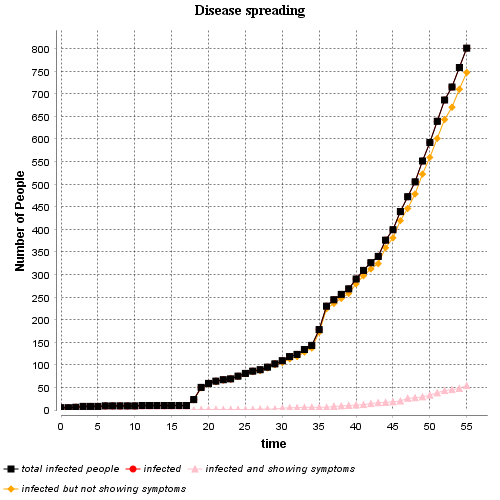 Disease spreading
Number of People
800
750
700
650
600
550
500
450
400
350
300
250
200
150
100
50
0
0 5 10 15 20 25 30 35 40 45 50 55
time
total infected people infected infected and showing symptoms
infected but not showing symptoms